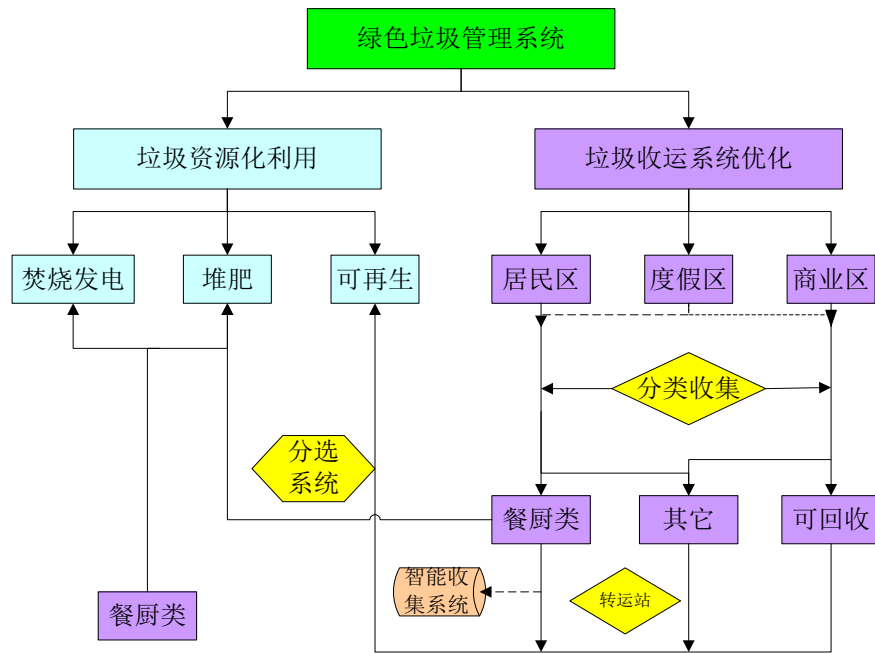 绿色垃圾管理系统
垃圾资源化利用
垃圾收运系统优化
焚烧发电
堆肥
可再生
居民区
度假区
商业区
分类收集
分选
系统
餐厨类
其它
可回收
智能收
集系统
转运站
餐厨类